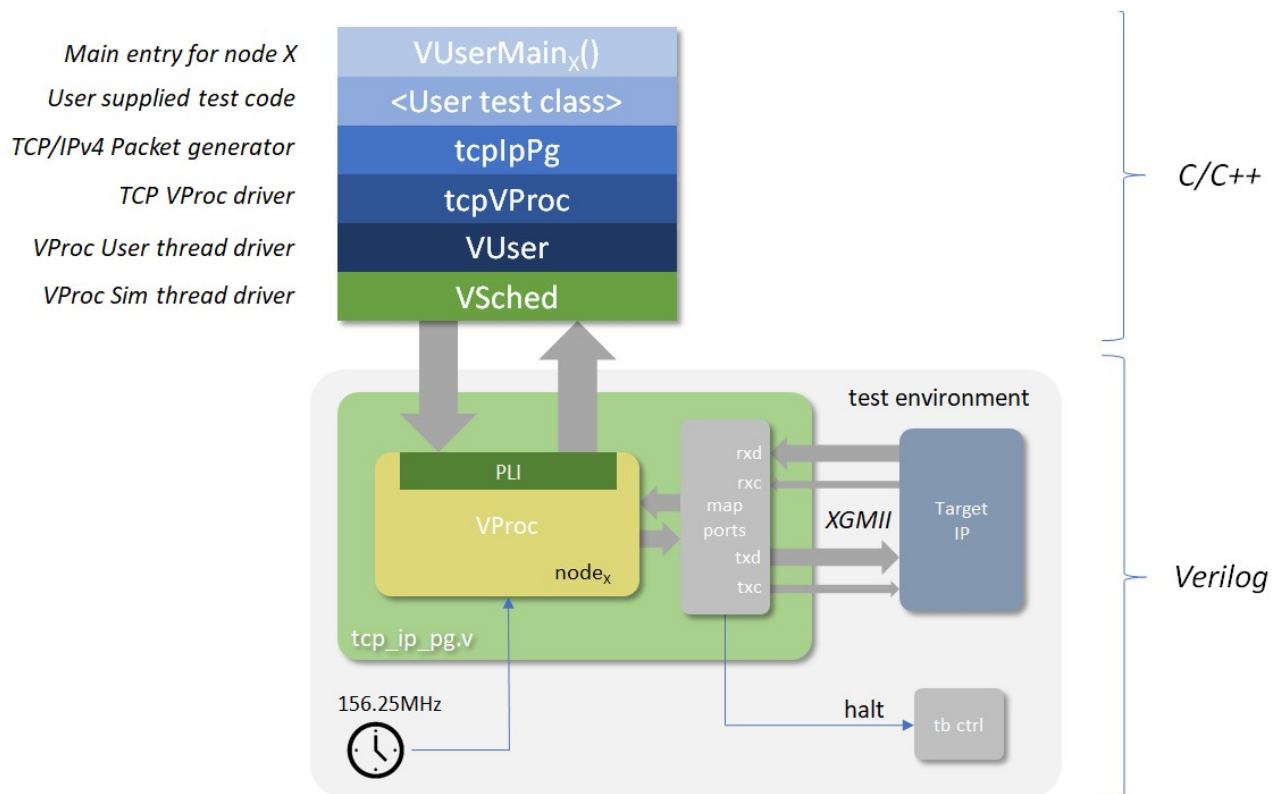 Main entry for node X
VUserMainₓ()
User supplied test code
<User test class>
TCP/IPv4 Packet generator
tcpIpPg
TCP VProc driver
tcpVProc
VProc User thread driver
VUser
VProc Sim thread driver
VSched
C/C++
test environment
PLI
VProc
nodeₓ
map
ports
rxd
rxc
txd
txc
XGMII
Target
IP
Verilog
tcp_ip_pg.v
156.25MHz
halt
tb ctrl